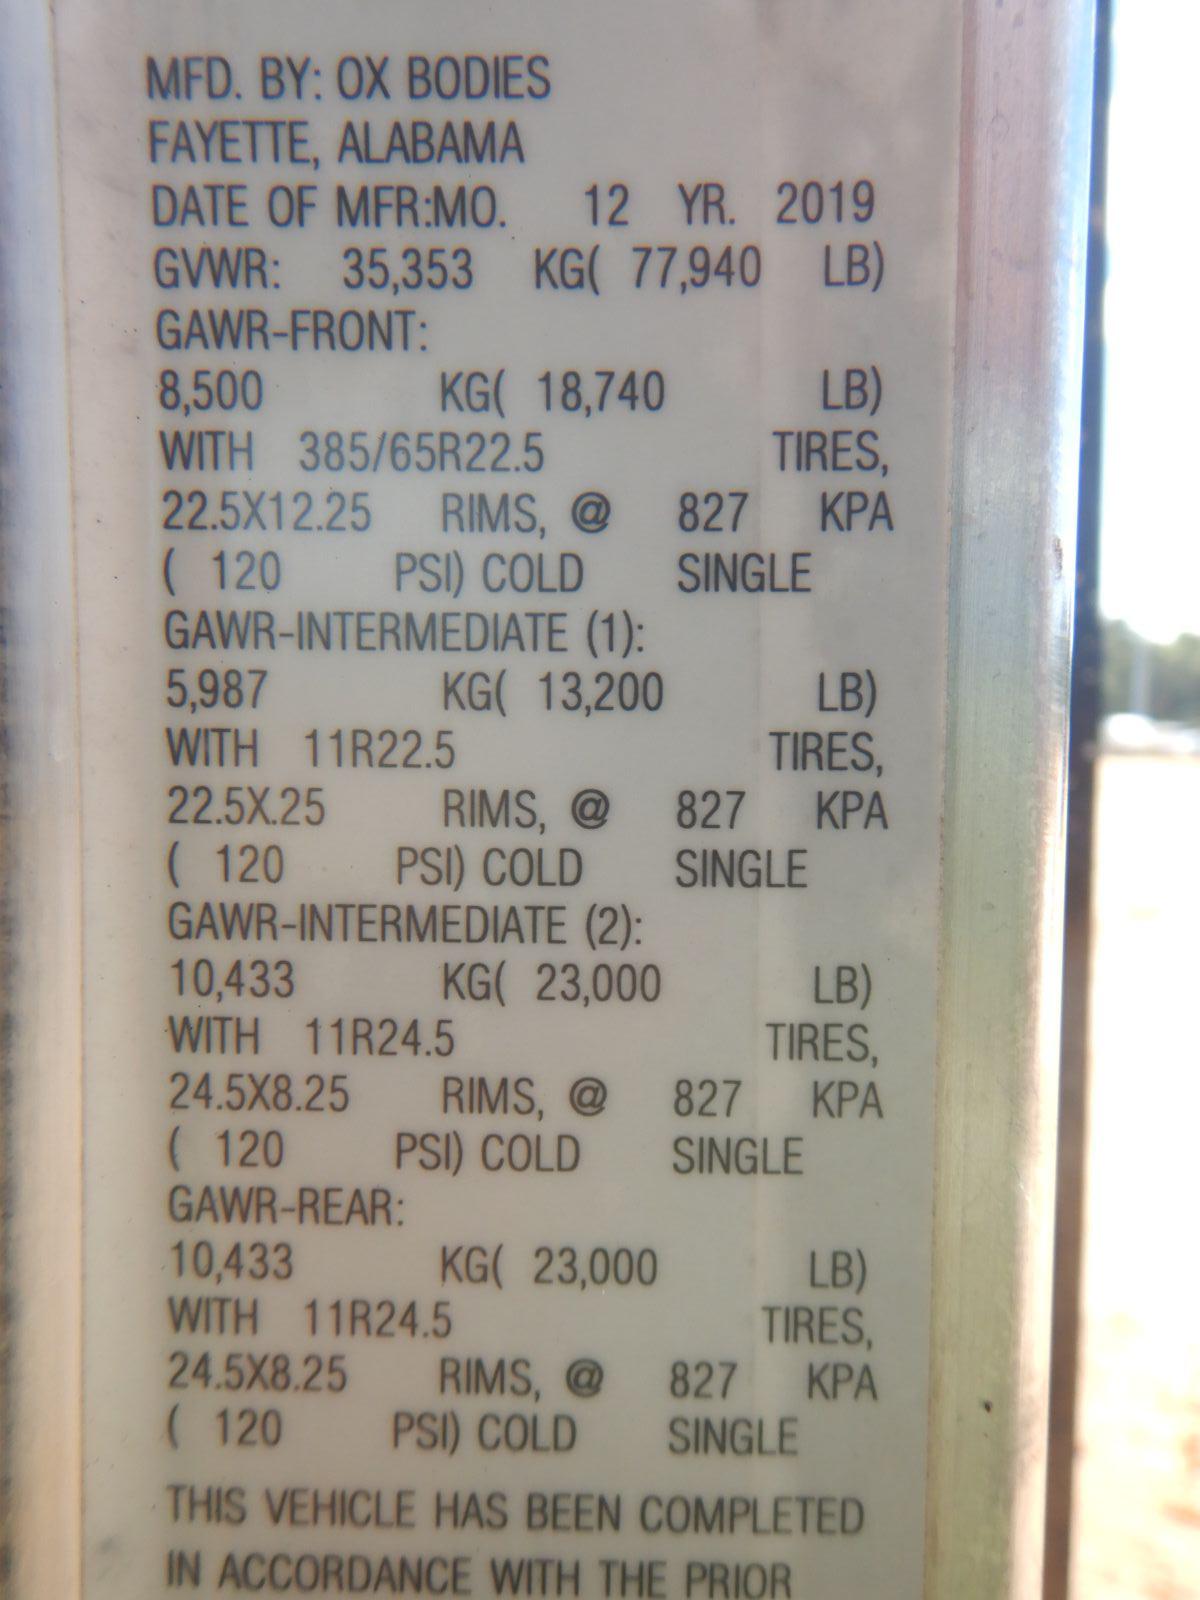 MFD. BY: OX BODIES
FAYETTE, ALABAMA
DATE OF MFR:MO. 12 YR. 2019
GVWR: 35,353 KG( 77,940 LB)
GAWR-FRONT:
8,500 KG( 18,740 LB)
WITH 385/65R22.5 TIRES,
22.5X12.25 RIMS, @ 827 KPA
( 120 PSI) COLD SINGLE
GAWR-INTERMEDIATE (1):
5,987 KG( 13,200 LB)
WITH 11R22.5 TIRES,
22.5X.25 RIMS, @ 827 KPA
( 120 PSI) COLD SINGLE
GAWR-INTERMEDIATE (2):
10,433 KG( 23,000 LB)
WITH 11R24.5 TIRES,
24.5X8.25 RIMS, @ 827 KPA
( 120 PSI) COLD SINGLE
GAWR-REAR:
10,433 KG( 23,000 LB)
WITH 11R24.5 TIRES,
24.5X8.25 RIMS, @ 827 KPA
( 120 PSI) COLD SINGLE
THIS VEHICLE HAS BEEN COMPLETED
IN ACCORDANCE WITH THE PRIOR